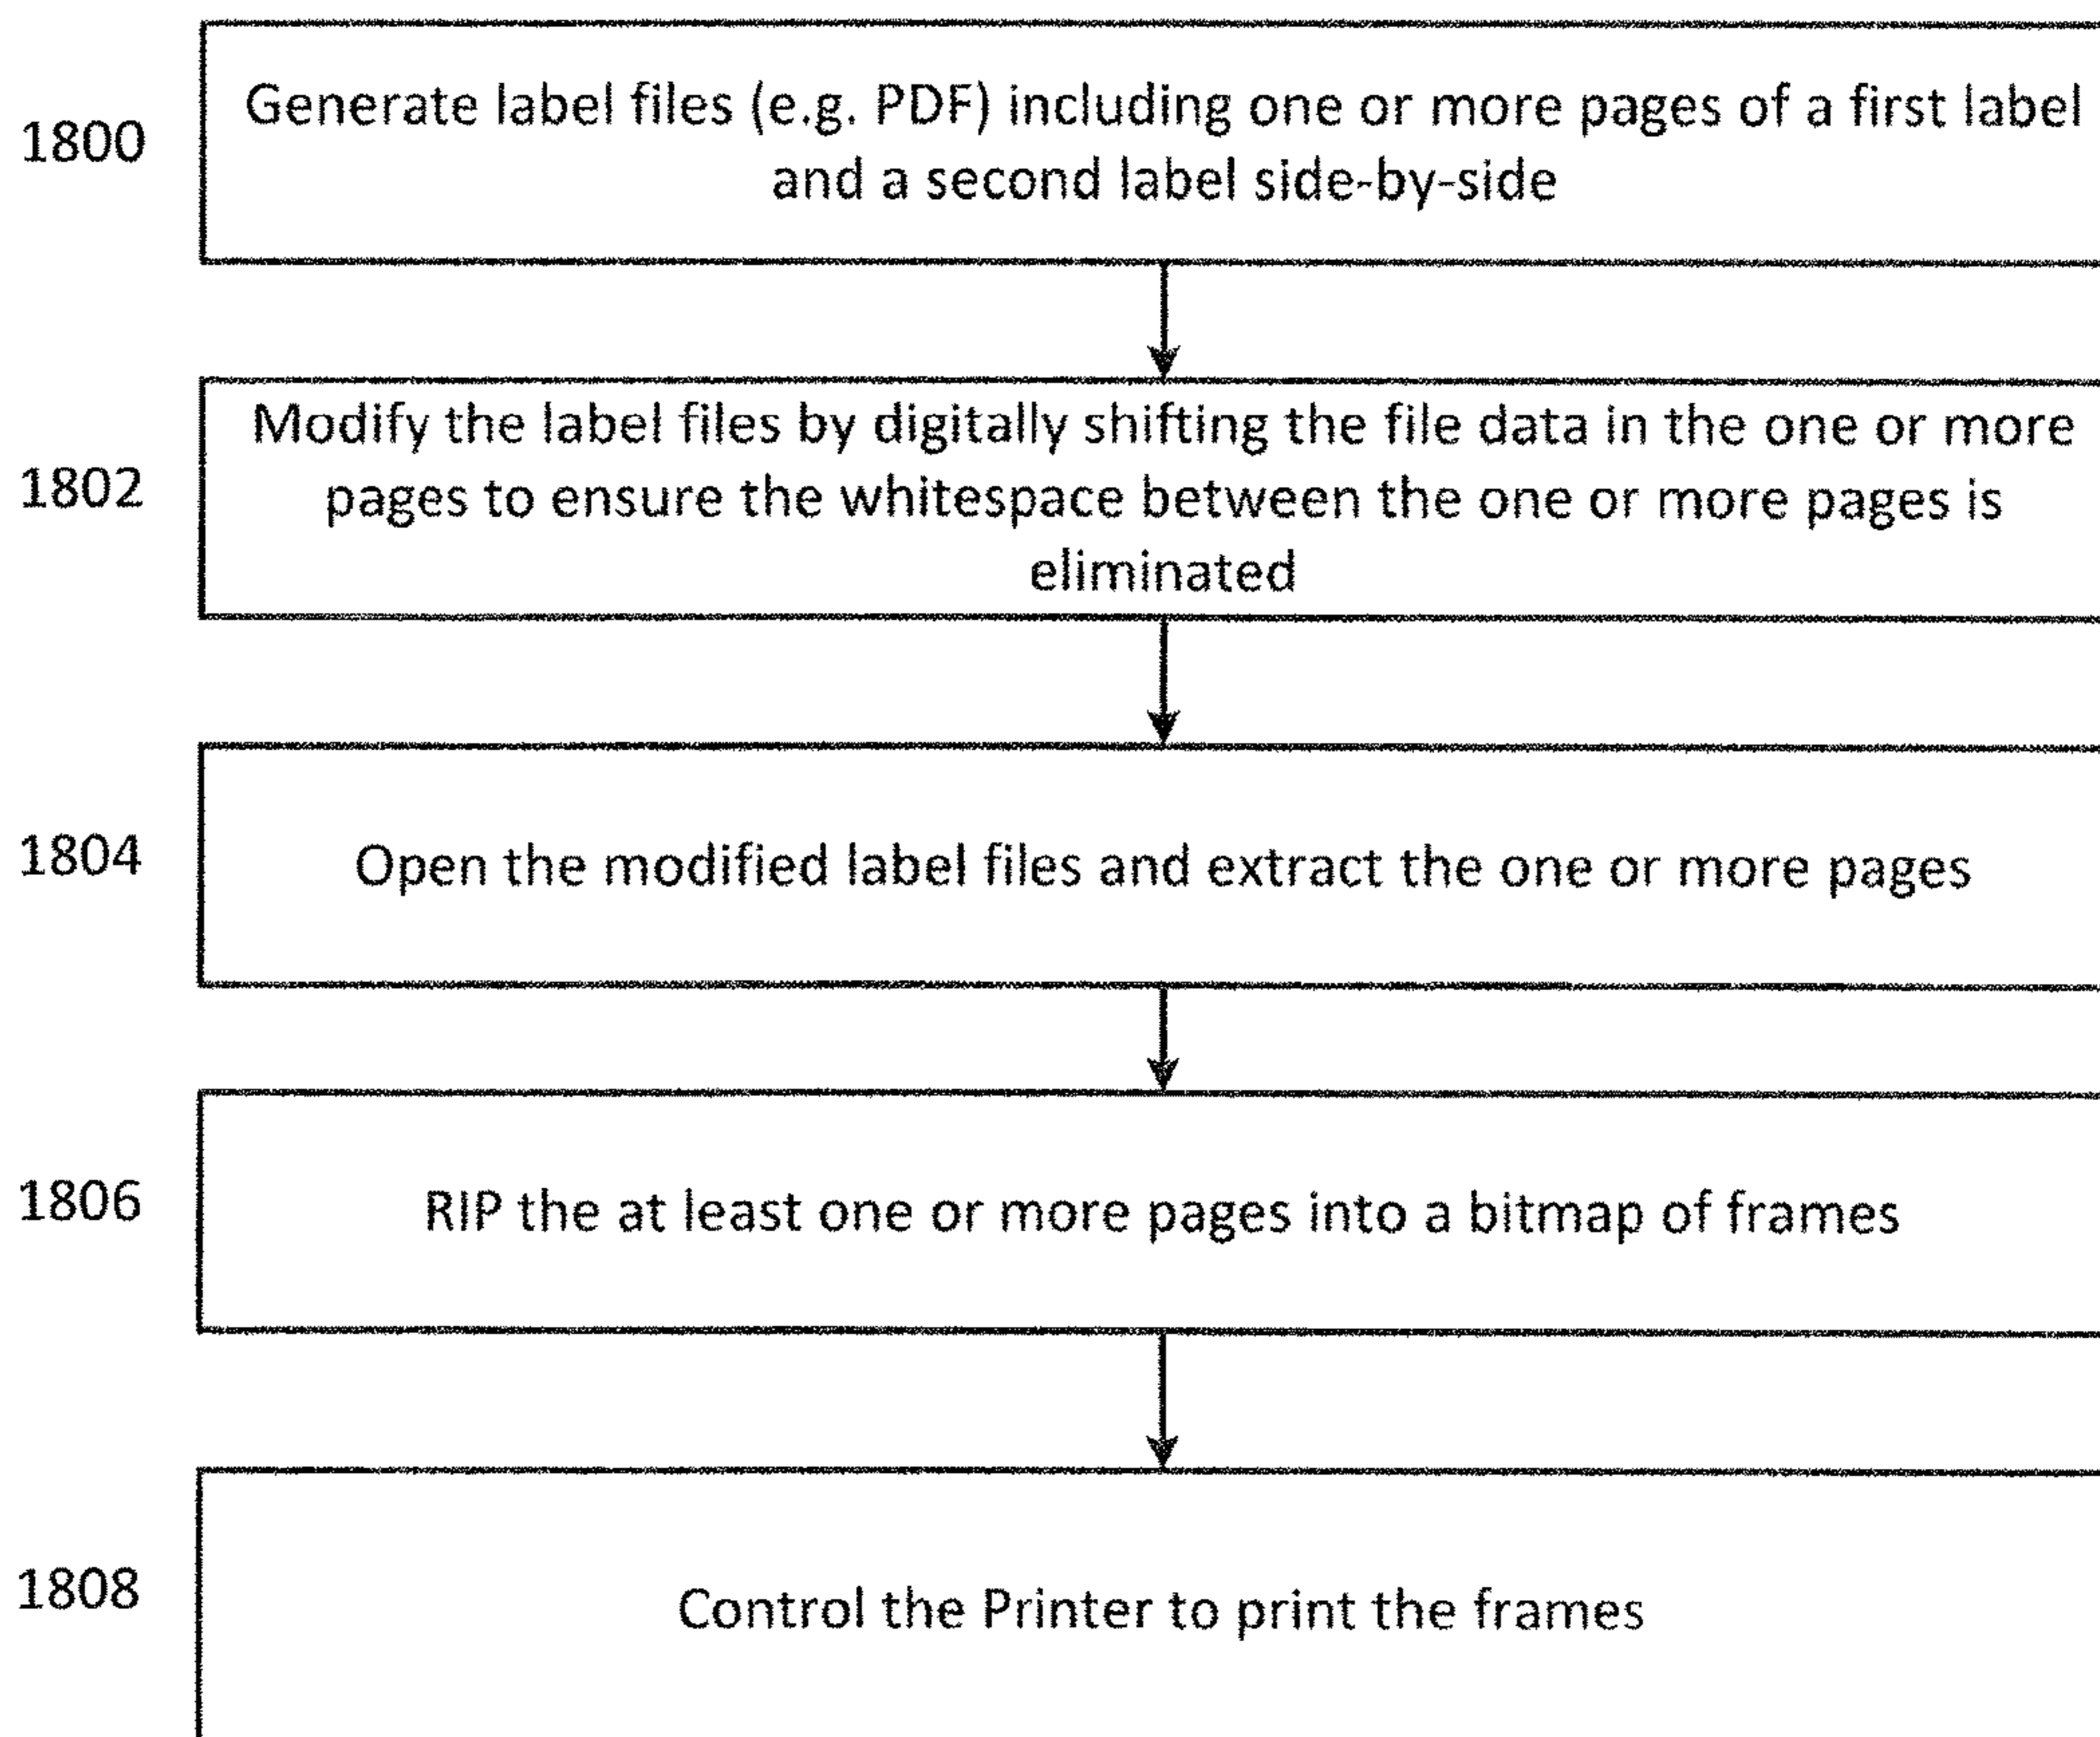 1800
Generate label files (e.g. PDF) including one or more pages of a first label
and a second label side-by-side
1802
Modify the label files by digitally shifting the file data in the one or more
pages to ensure the whitespace between the one or more pages is
eliminated
1804
Open the modified label files and extract the one or more pages
1806
RIP the at least one or more pages into a bitmap of frames
1808
Control the Printer to print the frames